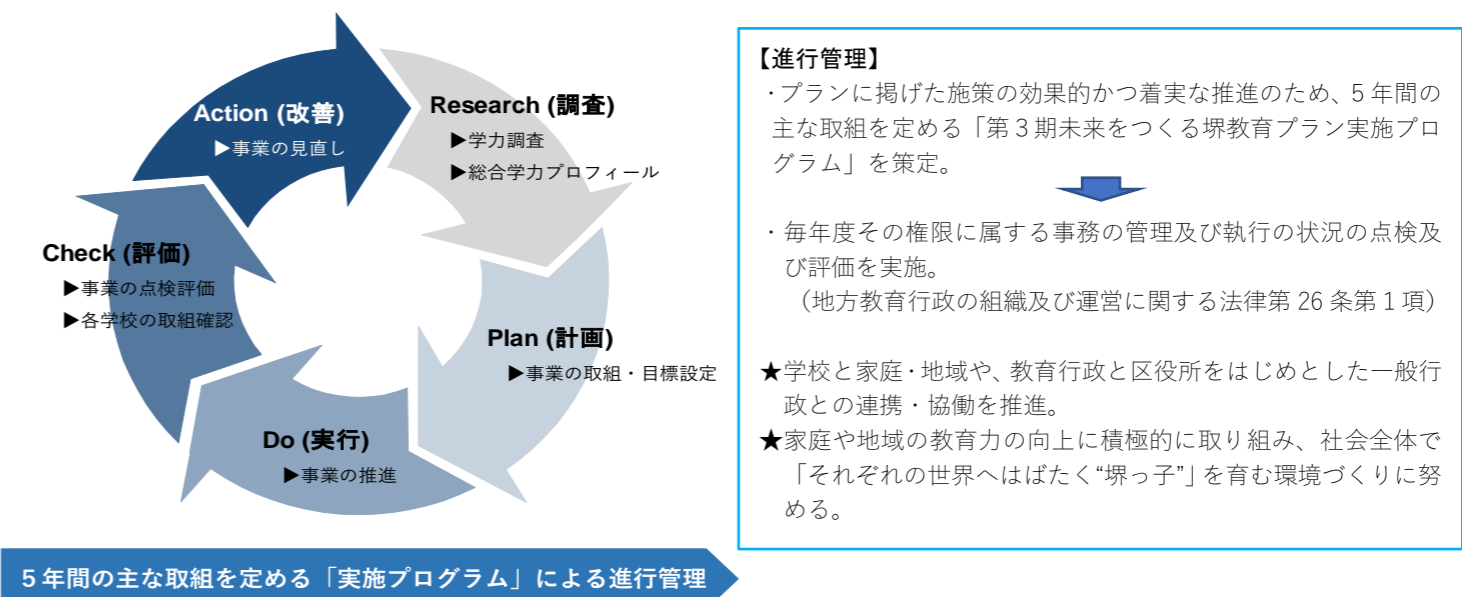 Action (改善)
▶事業の見直し
Research (調査)
▶学力調査
▶総合学力プロフィール
Check (評価)
▶事業の点検評価
▶各学校の取組確認
Plan (計画)
▶事業の取組・目標設定
Do (実行)
▶事業の推進
5年間の主な取組を定める「実施プログラム」による進行管理
【進行管理】
・プランに掲げた施策の効果的かつ着実な推進のため、5年間の
主な取組を定める「第3期未来をつくる堺教育プラン実施プロ
グラム」を策定。
・毎年度その権限に属する事務の管理及び執行の状況の点検及
び評価を実施。
（地方教育行政の組織及び運営に関する法律第 26 条第1項）
★学校と家庭・地域や、教育行政と区役所をはじめとした一般行
政との連携・協働を推進。
★家庭や地域の教育力の向上に積極的に取り組み、社会全体で
「それぞれの世界へはばたく“堺っ子”」を育む環境づくりに努
める。